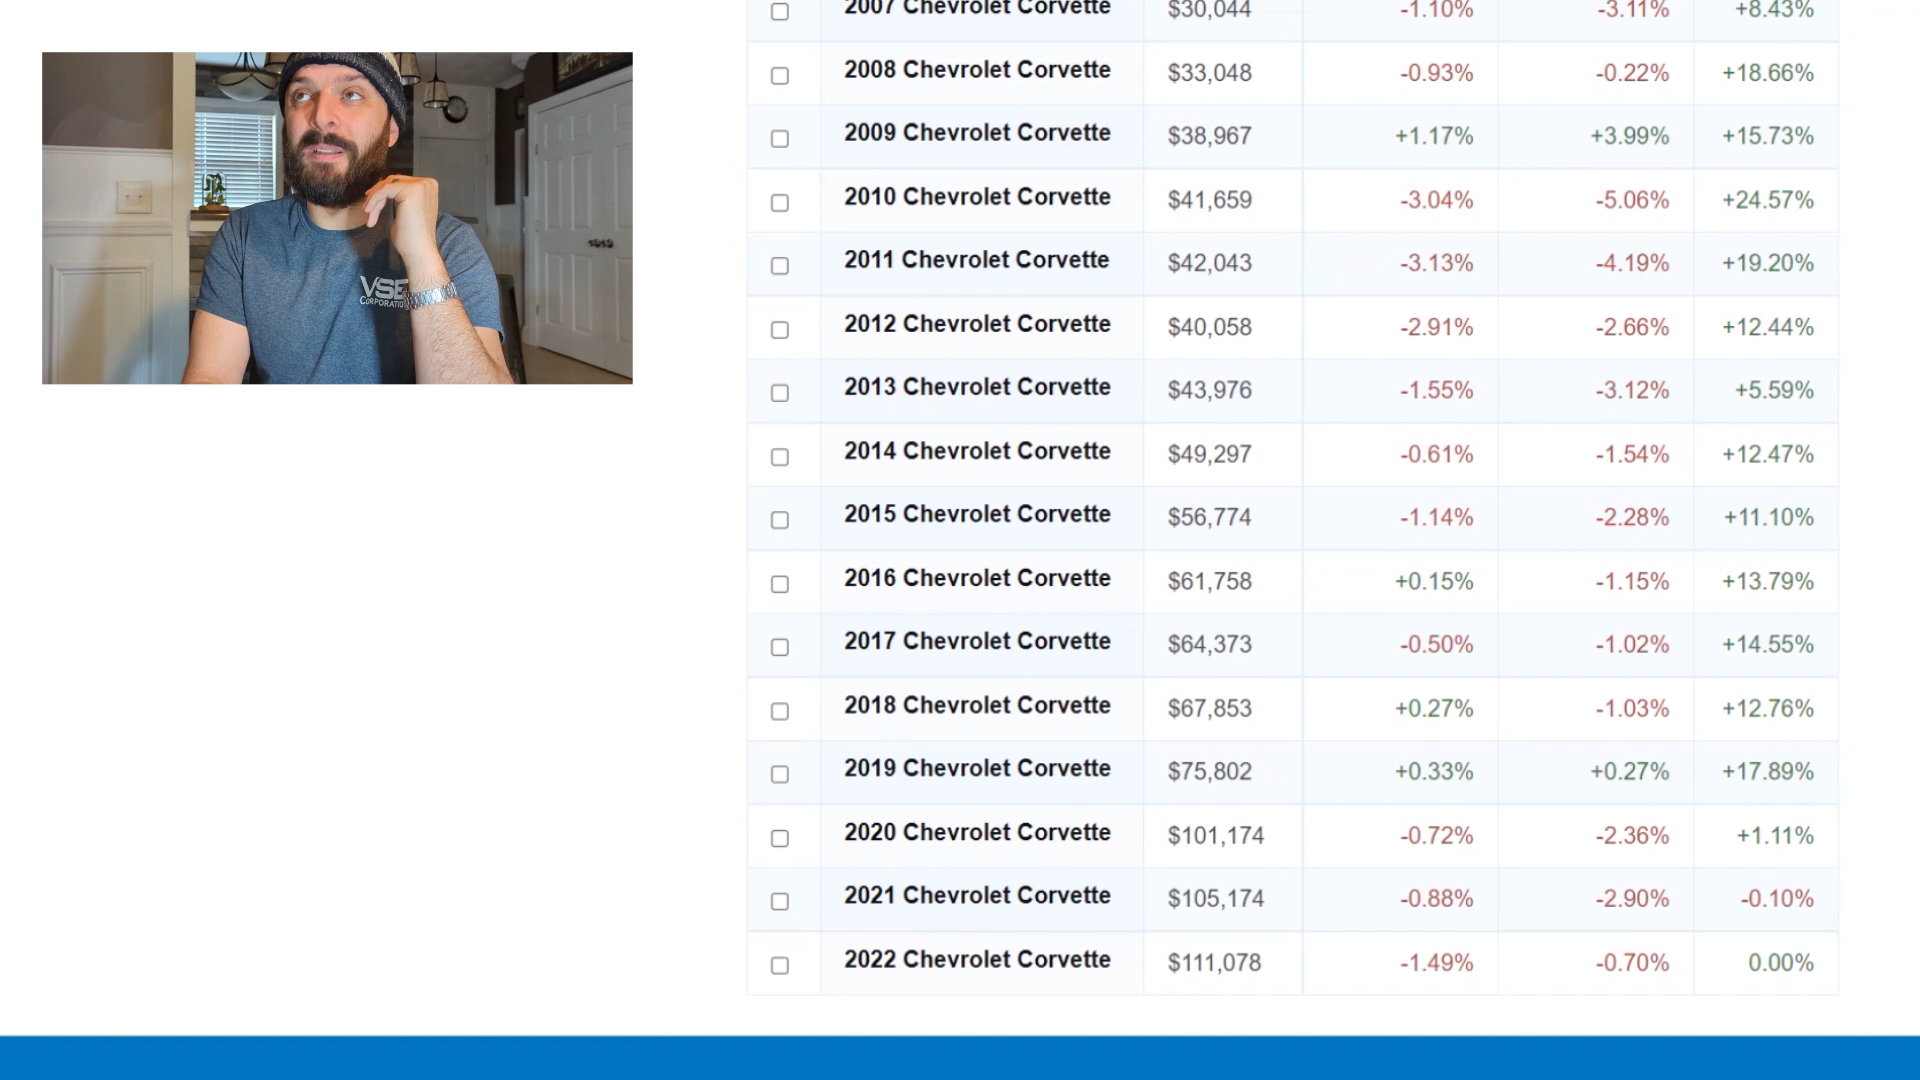 VSE
CORPORATIO
2007 Chevrolet Corvette $30,044 -1.10% -3.11% +8.43%
2008 Chevrolet Corvette $33,048 -0.93% -0.22% +18.66%
2009 Chevrolet Corvette $38,967 +1.17% +3.99% +15.73%
2010 Chevrolet Corvette $41,659 -3.04% -5.06% +24.57%
2011 Chevrolet Corvette $42,043 -3.13% -4.19% +19.20%
2012 Chevrolet Corvette $40,058 -2.91% -2.66% +12.44%
2013 Chevrolet Corvette $43,976 -1.55% -3.12% +5.59%
2014 Chevrolet Corvette $49,297 -0.61% -1.54% +12.47%
2015 Chevrolet Corvette $56,774 -1.14% -2.28% +11.10%
2016 Chevrolet Corvette $61,758 +0.15% -1.15% +13.79%
2017 Chevrolet Corvette $64,373 -0.50% -1.02% +14.55%
2018 Chevrolet Corvette $67,853 +0.27% -1.03% +12.76%
2019 Chevrolet Corvette $75,802 +0.33% +0.27% +17.89%
2020 Chevrolet Corvette $101,174 -0.72% -2.36% +1.11%
2021 Chevrolet Corvette $105,174 -0.88% -2.90% -0.10%
2022 Chevrolet Corvette $111,078 -1.49% -0.70% 0.00%